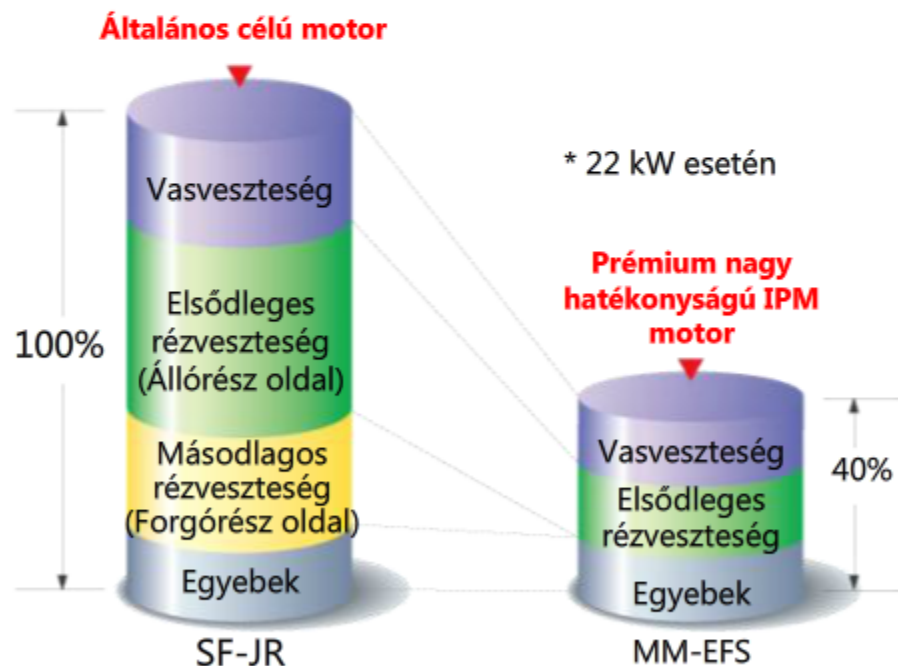 Általános célú motor
* 22 kW esetén
Vasveszteség
Elsődleges
rézveszteség
(Állórész oldal)
100%
Másodlagos
rézveszteség
(Forgórész oldal)
Egyebek
SF-JR
Prémium nagy
hatékonyságú IPM
motor
Vasveszteség
40%
Elsődleges
rézveszteség
Egyebek
MM-EFS